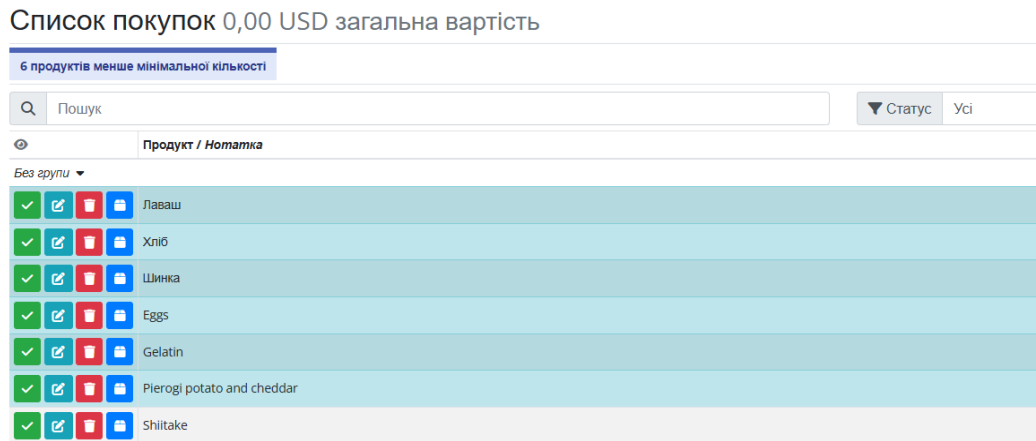 Список покупок 0,00 USD загальна вартість
6 продуктів менше мінімальної кількості
Пошук Статус Усі
Продукт / Нотатка
Без групи
Лаваш
Хліб
Шинка
Eggs
Gelatin
Pierogi potato and cheddar
Shiitake